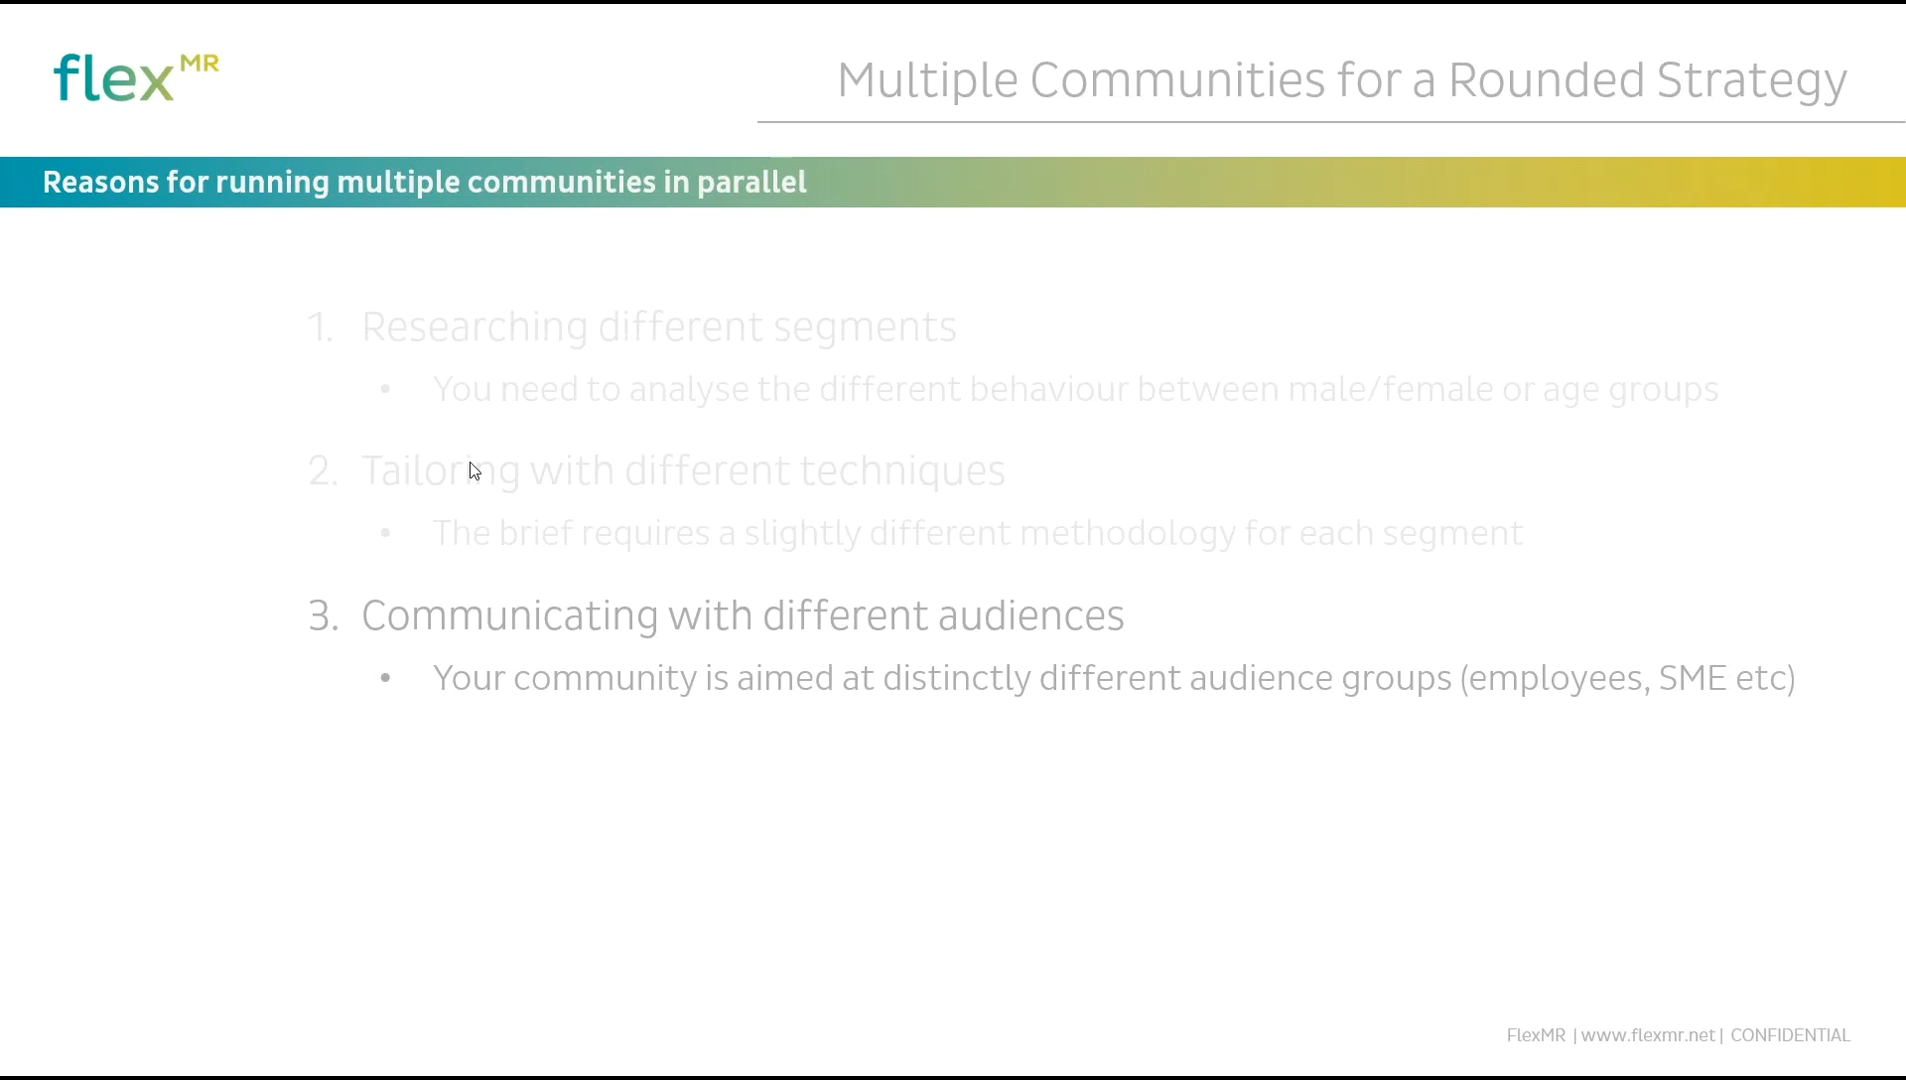 flex MR
Multiple Communities for a Rounded Strategy
Reasons for running multiple communities in parallel
1. Researching different segments
• You need to analyse the different behaviour between male/female or age groups
2. Tailoring with different techniques
• The brief requires a slightly different methodology for each segment
3. Communicating with different audiences
• Your community is aimed at distinctly different audience groups (employees, SME etc)
FlexMR | www.flexmr.net | CONFIDENTIAL